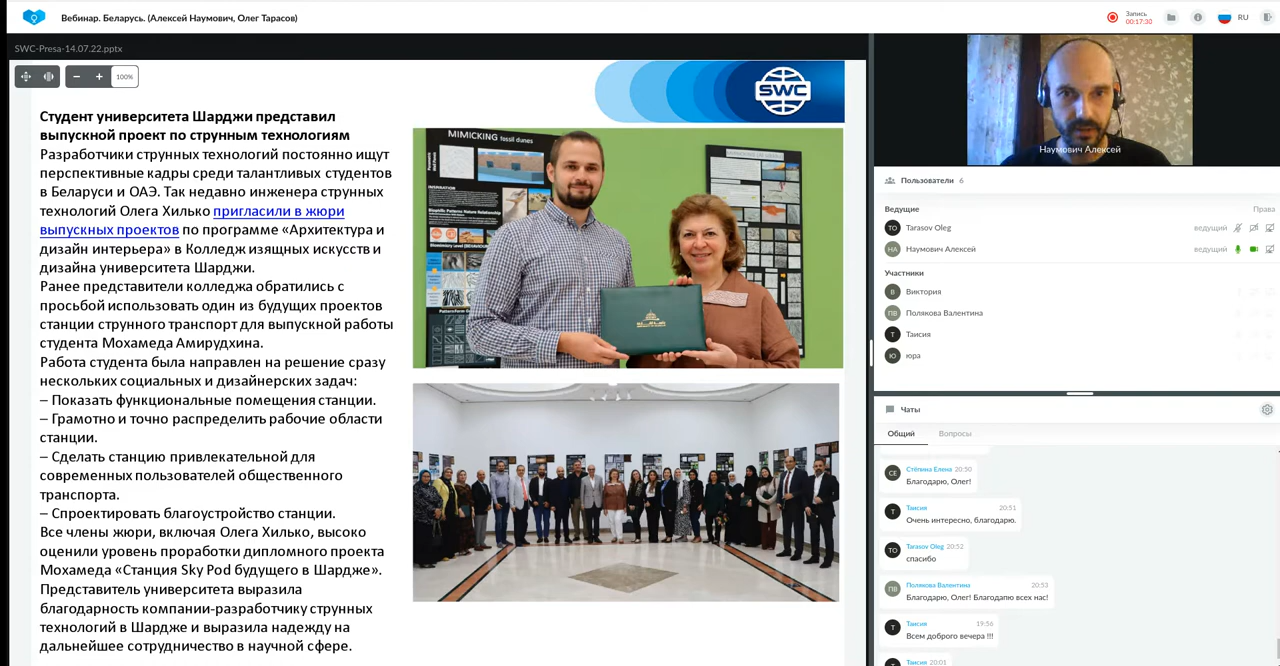 Вебинар. Беларусь. (Алексей Наумович, Олег Тарасов)
Запись
00:17:30
RU
SWC-Presa-14.07.22.pptx
100%
SWC
Студент университета Шарджи представил
выпускной проект по струнным технологиям
Разработчики струнных технологий постоянно ищут
перспективные кадры среди талантливых студентов
в Беларуси и ОАЭ. Так недавно инженера струнных
технологий Олега Хилько пригласили в жюри
выпускных проектов по программе «Архитектура и
дизайн интерьера» в Колледже изящных искусств и
дизайна университета Шарджи.
Ранее представители колледжа обратились с
просьбой использовать один из будущих проектов
станции струнного транспорт для выпускной работы
студента Мохамеда Амирудхина.
Работа студента была направлен на решение сразу
нескольких социальных и дизайнерских задач:
– Показать функциональные помещения станции.
– Грамотно и точно распределить рабочие области
станции.
– Сделать станцию привлекательной для
современных пользователей общественного
транспорта.
– Спроектировать благоустройство станции.
Все члены жюри, включая Олега Хилько, высоко
оценили уровень проработки дипломного проекта
Мохамеда «Станция Sky Pod будущего в Шардже».
Представитель университета выразила
благодарность компании-разработчику струнных
технологий в Шардже и выразила надежду на
дальнейшее сотрудничество в научной сфере.
MIMICKING fossil dunes
INSPIRATION
Biophilic Patterns Nature Relationship
Наумович Алексей
Пользователи 6
Ведущие
Права
TO Tarasov Oleg ведущий
НА Наумович Алексей ведущий
Участники
В Виктория
ПВ Полякова Валентина
Т Таисия
Ю юра
Чаты
Общий Вопросы
СЕ Стёпина Елена 20:50
Благодарю, Олег!
Т Таисия 20:51
Очень интересно, благодарю.
TO Tarasov Oleg 20:52
спасибо
ПВ Полякова Валентина 20:53
Благодарю, Олег! Благодапю всех нас!
Т Таисия 19:56
Всем доброго вечера !!!
Т Таисия 20:01